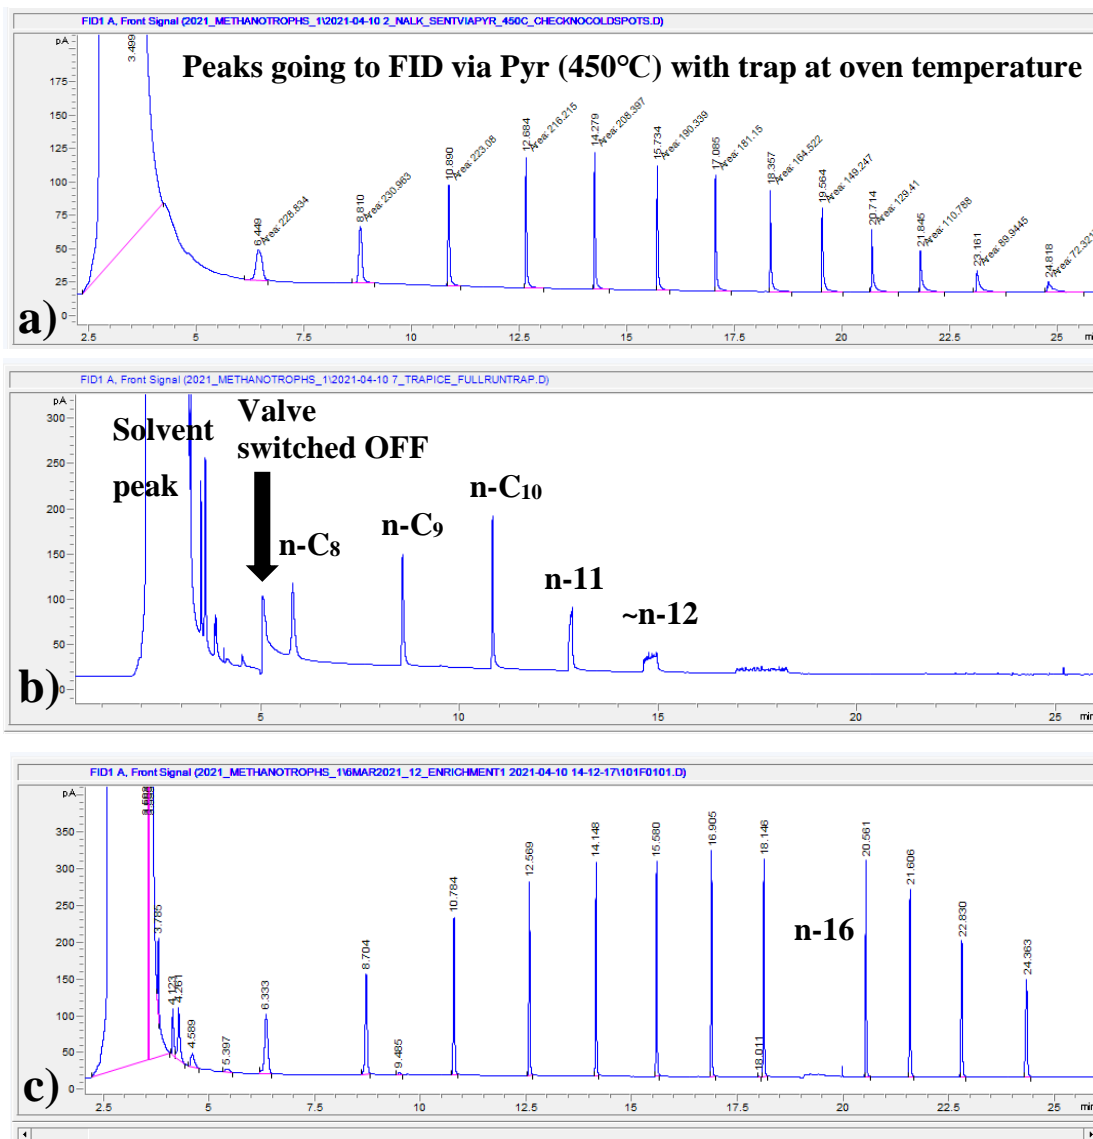 FID1 A, Front Signal (2021_METHANOTROPHS_1\2021-04-10 2_NALK_SENTVIAPYR_450C_CHECKNOCOLDSPOTS.D)
pA
Peaks going to FID via Pyr (450°C) with trap at oven temperature
175
150
125
100
75
50
25
0
3.499
6.449
Area: 228.834
8.810
Area: 230.963
10.890
Area: 223.08
12.684
Area: 216.215
14.279
Area: 208.397
15.734
Area: 190.339
17.085
Area: 181.15
18.357
Area: 164.522
19.564
Area: 149.247
20.714
Area: 129.41
21.845
Area: 110.788
23.161
Area: 89.9445
24.818
Area: 72.321
a)
2.5 5 7.5 10 12.5 15 17.5 20 22.5 25 mi
FID1 A, Front Signal (2021_METHANOTROPHS_1\2021-04-10 7_TRAPICE_FULLRUNTRAP.D)
pA
300
250
200
150
100
50
0
Solvent
peak
Valve
switched OFF
n-C8
n-C9
n-C10
n-11
~n-12
b)
5 10 15 20 25 min
FID1 A, Front Signal (2021_METHANOTROPHS_1\6MAR2021_12_ENRICHMENT1 2021-04-10 14-12-17\101F0101.D)
pA
350
300
250
200
150
100
50
0
3.785
4.123
4.261
4.589
5.397
6.333
8.704
9.485
10.784
12.569
14.148
15.580
16.905
18.011
18.146
n-16
20.561
21.606
22.830
24.363
c)
2.5 5 7.5 10 12.5 15 17.5 20 22.5 25 min